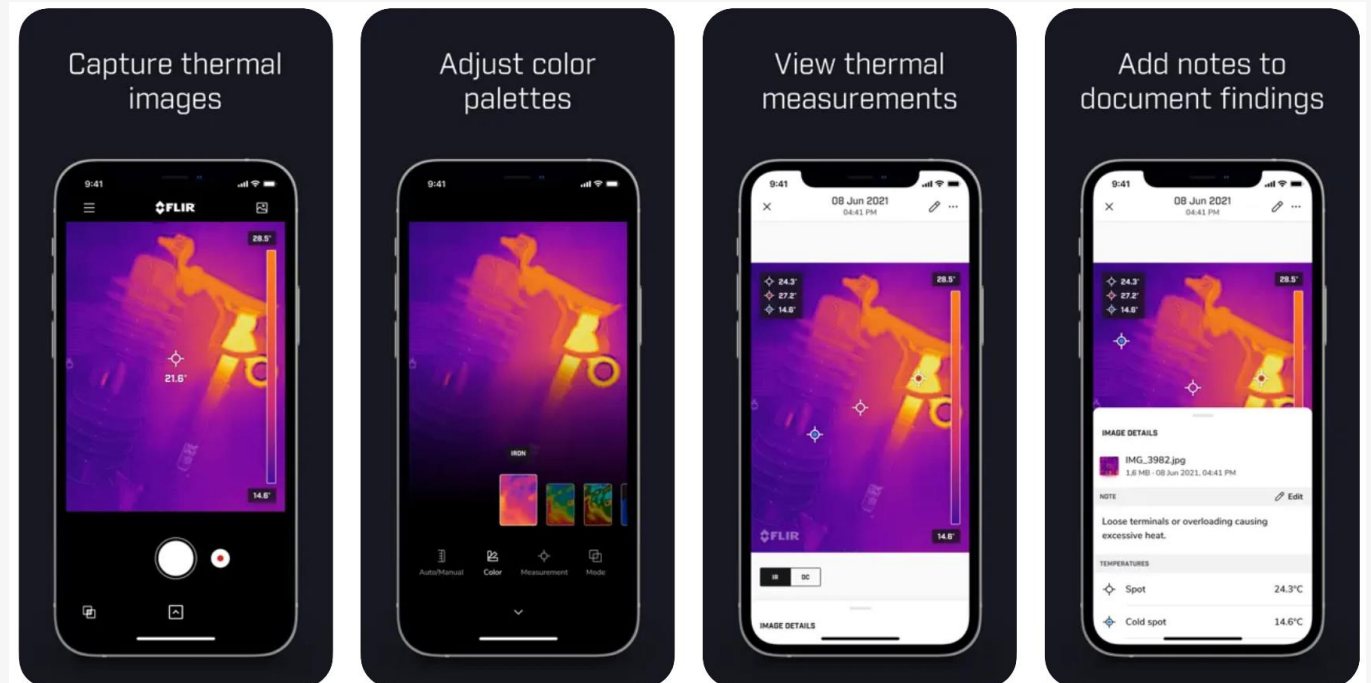 Capture thermal
images
9:41
FLIR
28.5°
21.6°
14.6°
Adjust color
palettes
9:41
IRON
Auto/Manual
Color
Measurement
Mode
View thermal
measurements
9:41
08 Jun 2021
04:41 PM
24.3°
27.2°
14.6°
28.5°
FLIR
14.6°
IR
DC
IMAGE DETAILS
Add notes to
document findings
9:41
08 Jun 2021
04:41 PM
24.3°
27.2°
14.6°
28.5°
IMAGE DETAILS
IMG_3982.jpg
1,6 MB - 08 Jun 2021, 04:41 PM
NOTE
Edit
Loose terminals or overloading causing
excessive heat.
TEMPERATURES
Spot 24.3°C
Cold spot 14.6°C